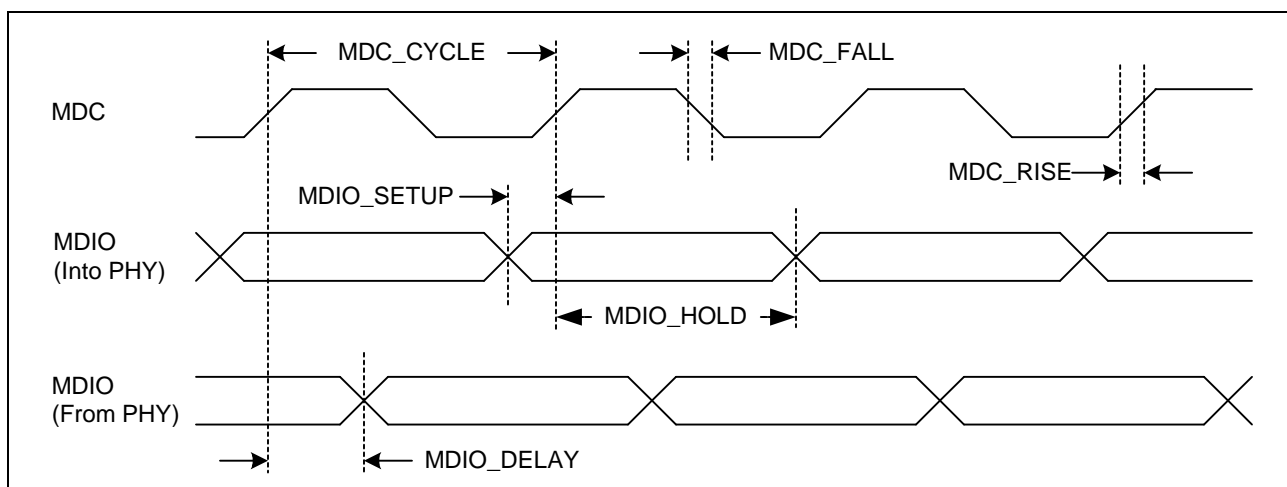 MDC_CYCLE
MDC_FALL
MDC
MDC_RISE
MDIO_SETUP
MDIO
(Into PHY)
MDIO_HOLD
MDIO
(From PHY)
MDIO_DELAY